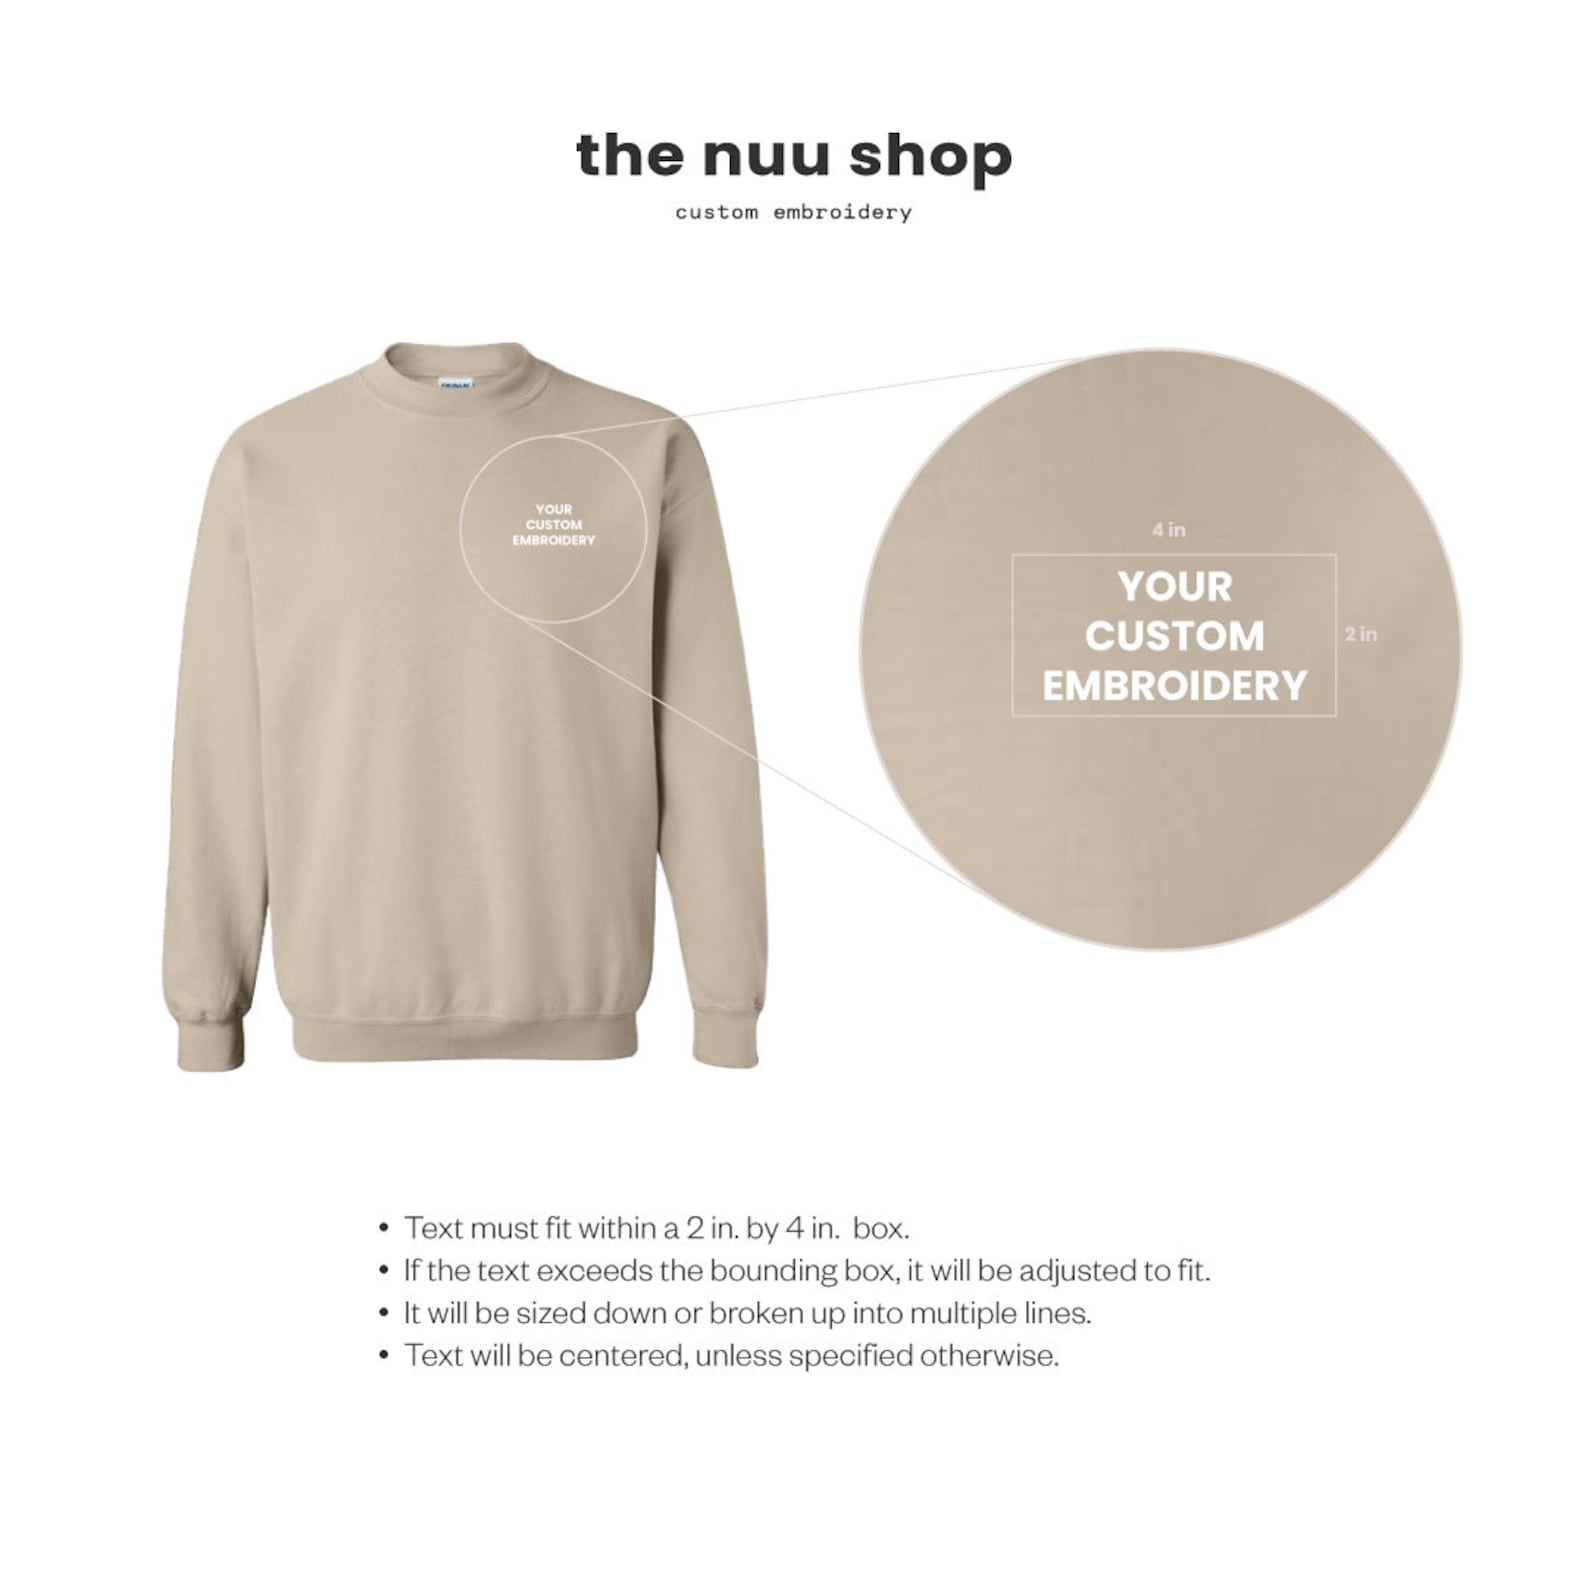 the nuu shop
custom embroidery
YOUR
CUSTOM
EMBROIDERY
4 in
YOUR
CUSTOM
EMBROIDERY
2 in
• Text must fit within a 2 in. by 4 in. box.
• If the text exceeds the bounding box, it will be adjusted to fit.
• It will be sized down or broken up into multiple lines.
• Text will be centered, unless specified otherwise.